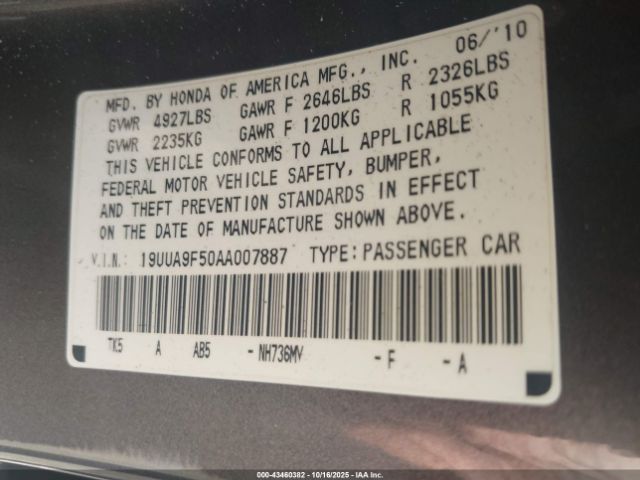 MFD. BY HONDA OF AMERICA MFG., INC. 06/'10
GVWR 4927LBS GAWR F 2646LBS R 2326LBS
GVWR 2235KG GAWR F 1200KG R 1055KG
THIS VEHICLE CONFORMS TO ALL APPLICABLE
FEDERAL MOTOR VEHICLE SAFETY, BUMPER,
AND THEFT PREVENTION STANDARDS IN EFFECT
ON THE DATE OF MANUFACTURE SHOWN ABOVE.
V.I.N.: 19UUA9F50AA007887 TYPE: PASSENGER CAR
TK5 A AB5 - NH736MV - F - A
000-43460382 | 10/16/2025 | IAA Inc.